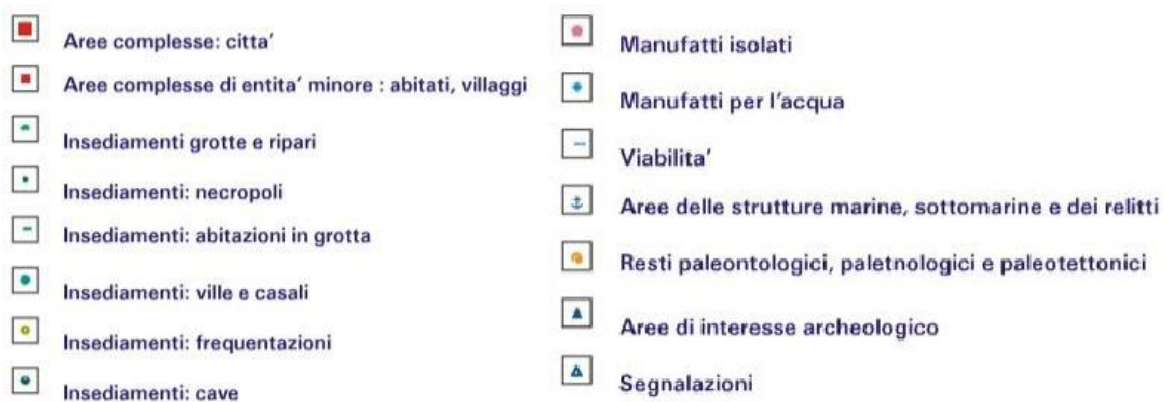 Aree complesse: citta'
Aree complesse di entita' minore : abitati, villaggi
Insediamenti grotte e ripari
Insediamenti: necropoli
Insediamenti: abitazioni in grotta
Insediamenti: ville e casali
Insediamenti: frequentazioni
Insediamenti: cave
Manufatti isolati
Manufatti per l'acqua
Viabilita'
Aree delle strutture marine, sottomarine e dei relitti
Resti paleontologici, paletnologici e paleotettonici
Aree di interesse archeologico
Segnalazioni